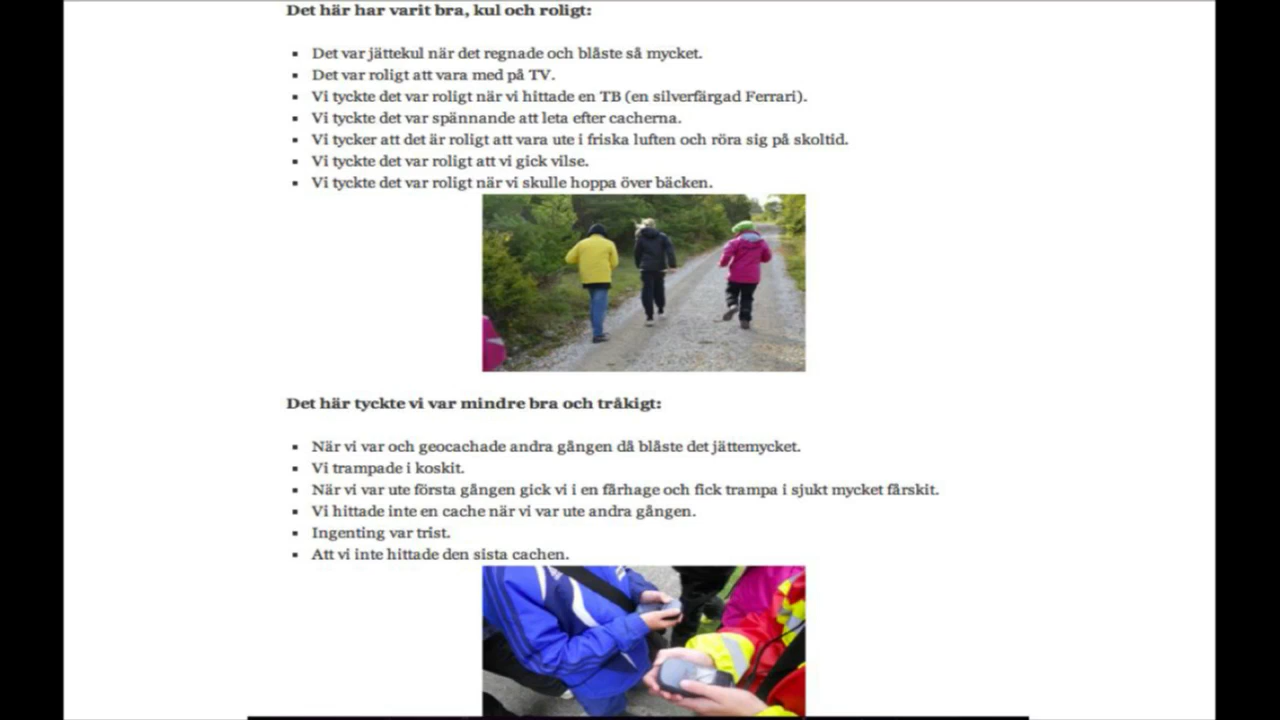 Det här har varit bra, kul och roligt:
▪ Det var jättekul när det regnade och blåste så mycket.
▪ Det var roligt att vara med på TV.
▪ Vi tyckte det var roligt när vi hittade en TB (en silverfärgad Ferrari).
▪ Vi tyckte det var spännande att leta efter cacherna.
▪ Vi tycker att det är roligt att vara ute i friska luften och röra sig på skoltid.
▪ Vi tyckte det var roligt att vi gick vilse.
▪ Vi tyckte det var roligt när vi skulle hoppa över bäcken.
Det här tyckte vi var mindre bra och tråkigt:
▪ När vi var och geocachade andra gången då blåste det jättemycket.
▪ Vi trampade i koskit.
▪ När vi var ute första gången gick vi i en fårhage och fick trampa i sjukt mycket fårskit.
▪ Vi hittade inte en cache när vi var ute andra gången.
▪ Ingenting var trist.
▪ Att vi inte hittade den sista cachen.